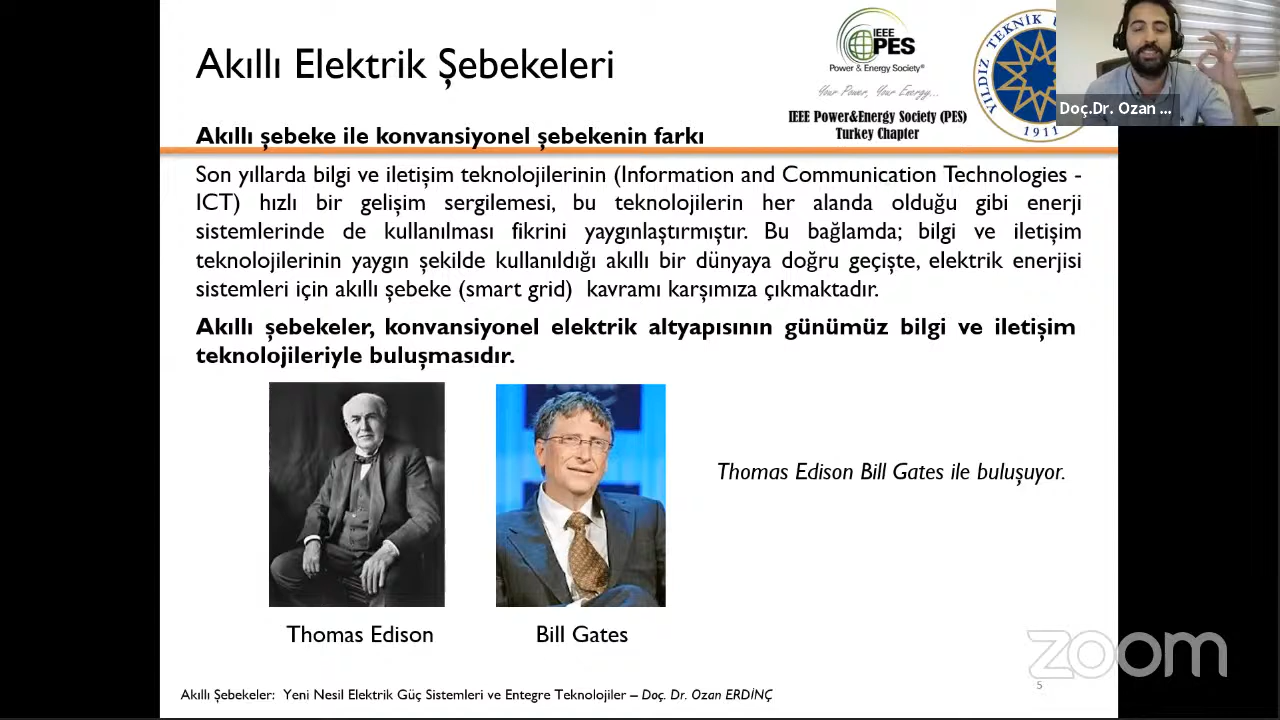 Akıllı Elektrik Şebekeleri
IEEE
PES
Power & Energy Society®
Your Power, Your Energy...
IEEE Power&Energy Society (PES)
Turkey Chapter
YILDIZ TEKNİK
1911
Doç.Dr. Ozan ...
Akıllı şebeke ile konvansiyonel şebekenin farkı
Son yıllarda bilgi ve iletişim teknolojilerinin (Information and Communication Technologies -
ICT) hızlı bir gelişim sergilemesi, bu teknolojilerin her alanda olduğu gibi enerji
sistemlerinde de kullanılması fikrini yaygınlaştırmıştır. Bu bağlamda; bilgi ve iletişim
teknolojilerinin yaygın şekilde kullanıldığı akıllı bir dünyaya doğru geçişte, elektrik enerjisi
sistemleri için akıllı şebeke (smart grid) kavramı karşımıza çıkmaktadır.
Akıllı şebekeler, konvansiyonel elektrik altyapısının günümüz bilgi ve iletişim
teknolojileriyle buluşmasıdır.
Thomas Edison Bill Gates ile buluşuyor.
Thomas Edison
Bill Gates
zoom
5
Akıllı Şebekeler: Yeni Nesil Elektrik Güç Sistemleri ve Entegre Teknolojiler – Doç. Dr. Ozan ERDİNÇ